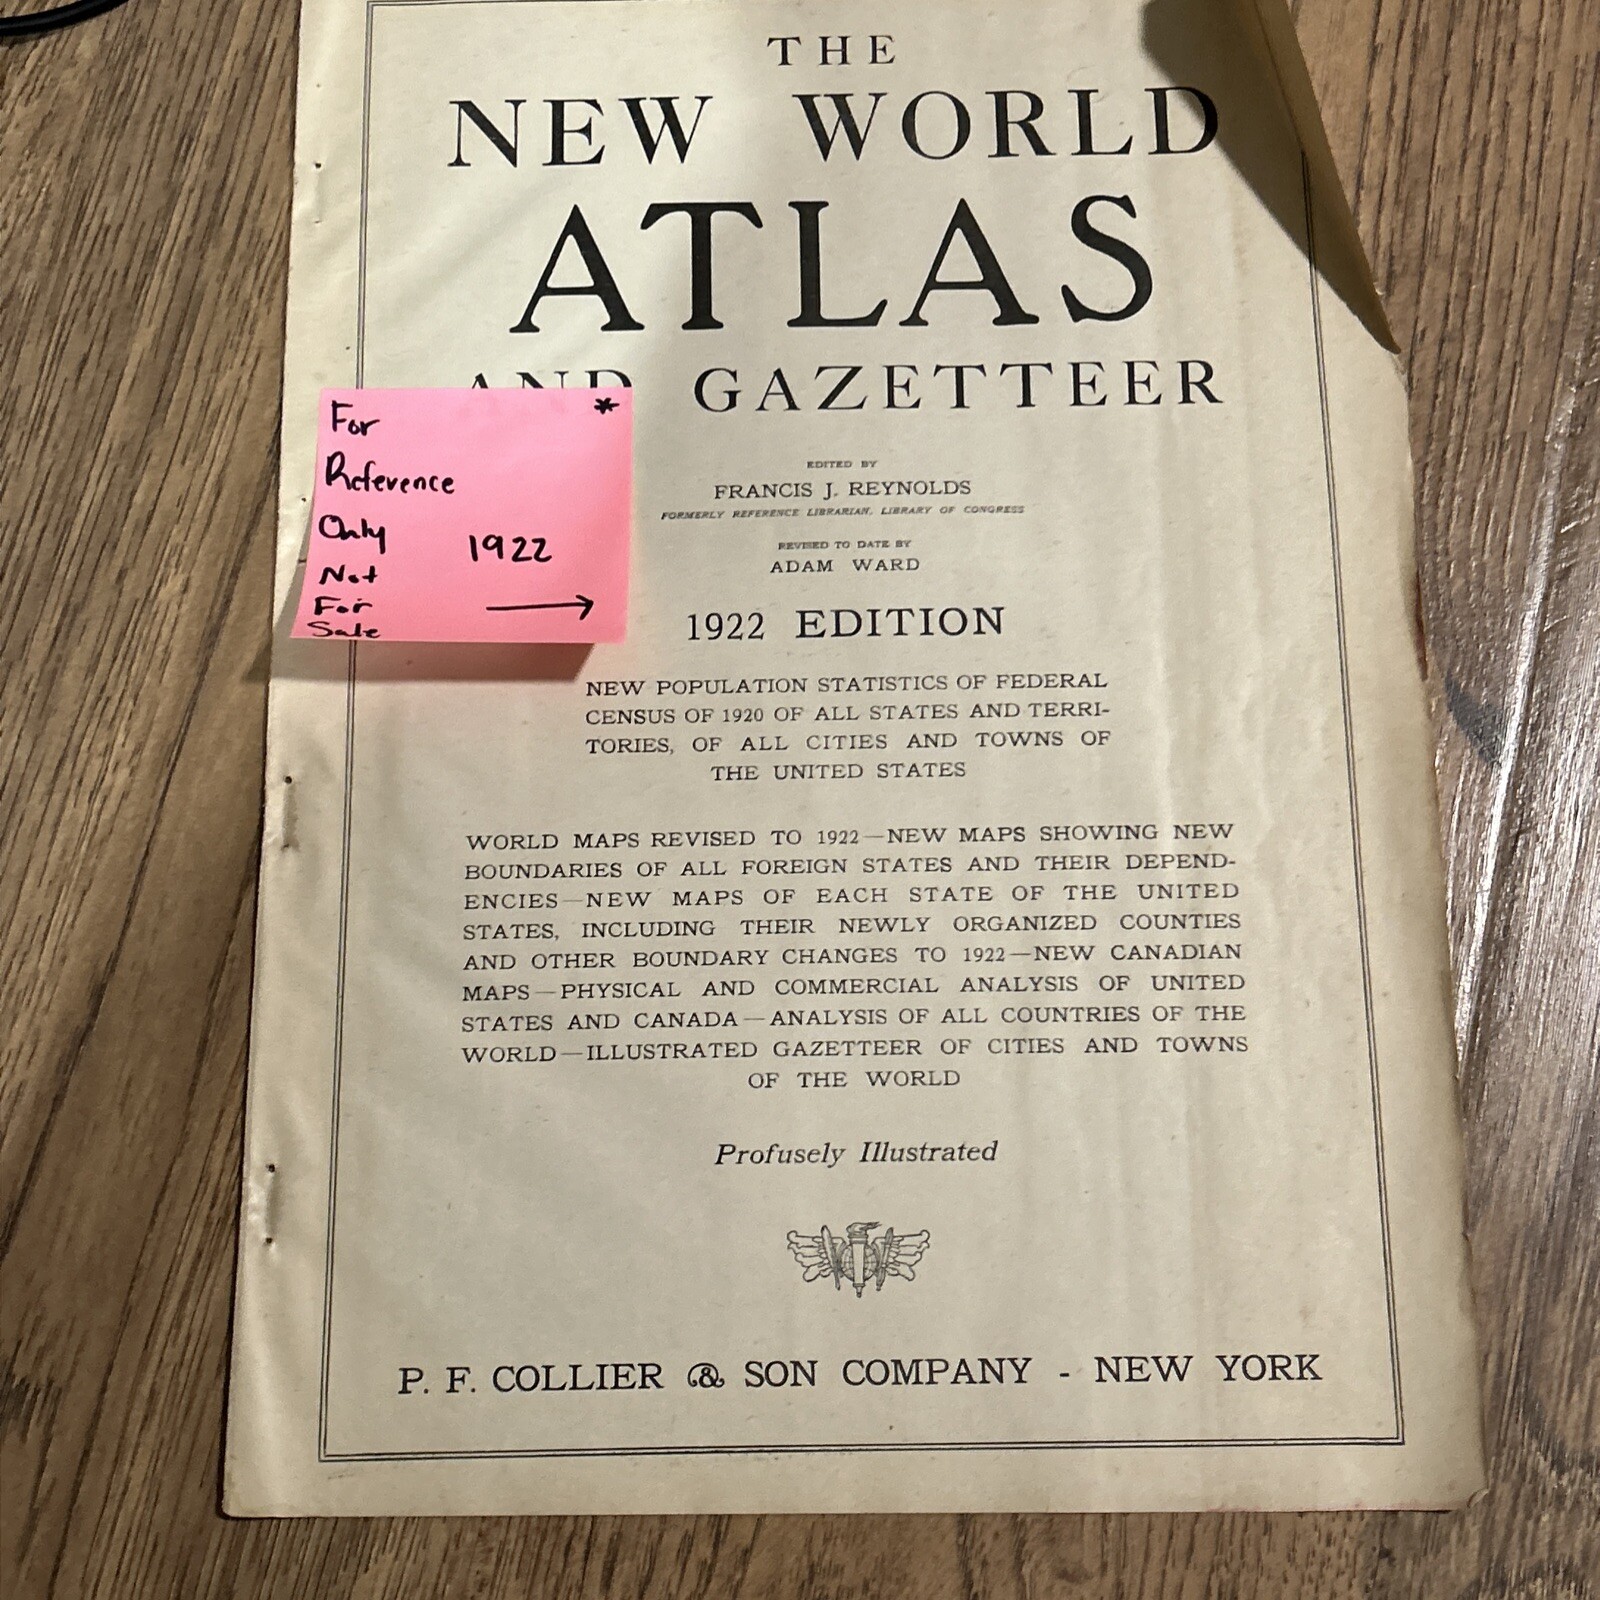 THE
NEW WORLD
ATLAS
AND GAZETTEER
For *
Reference
Only 1922
Not
For →
Sale
EDITED BY
FRANCIS J. REYNOLDS
FORMERLY REFERENCE LIBRARIAN, LIBRARY OF CONGRESS
REVISED TO DATE BY
ADAM WARD
1922 EDITION
NEW POPULATION STATISTICS OF FEDERAL
CENSUS OF 1920 OF ALL STATES AND TERRI-
TORIES, OF ALL CITIES AND TOWNS OF
THE UNITED STATES
WORLD MAPS REVISED TO 1922—NEW MAPS SHOWING NEW
BOUNDARIES OF ALL FOREIGN STATES AND THEIR DEPEND-
ENCIES—NEW MAPS OF EACH STATE OF THE UNITED
STATES, INCLUDING THEIR NEWLY ORGANIZED COUNTIES
AND OTHER BOUNDARY CHANGES TO 1922—NEW CANADIAN
MAPS—PHYSICAL AND COMMERCIAL ANALYSIS OF UNITED
STATES AND CANADA—ANALYSIS OF ALL COUNTRIES OF THE
WORLD—ILLUSTRATED GAZETTEER OF CITIES AND TOWNS
OF THE WORLD
Profusely Illustrated
P. F. COLLIER & SON COMPANY - NEW YORK